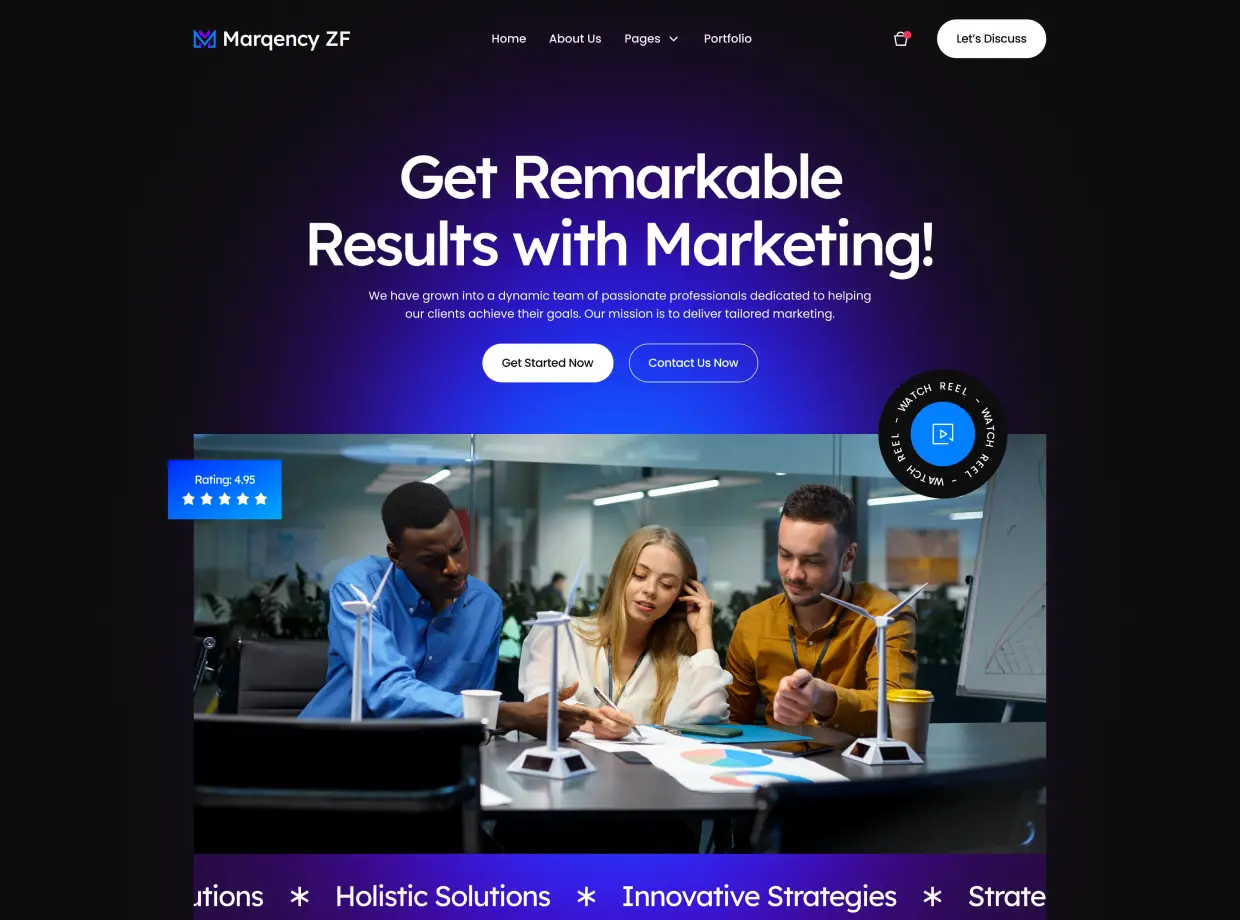 Marqency ZF
Home
About Us
Pages
Portfolio
Let's Discuss
Get Remarkable
Results with Marketing!
We have grown into a dynamic team of passionate professionals dedicated to helping
our clients achieve their goals. Our mission is to deliver tailored marketing.
Get Started Now
Contact Us Now
WATCH REEL - WATCH REEL - WATCH REEL -
Rating: 4.95
utions * Holistic Solutions * Innovative Strategies * Strate